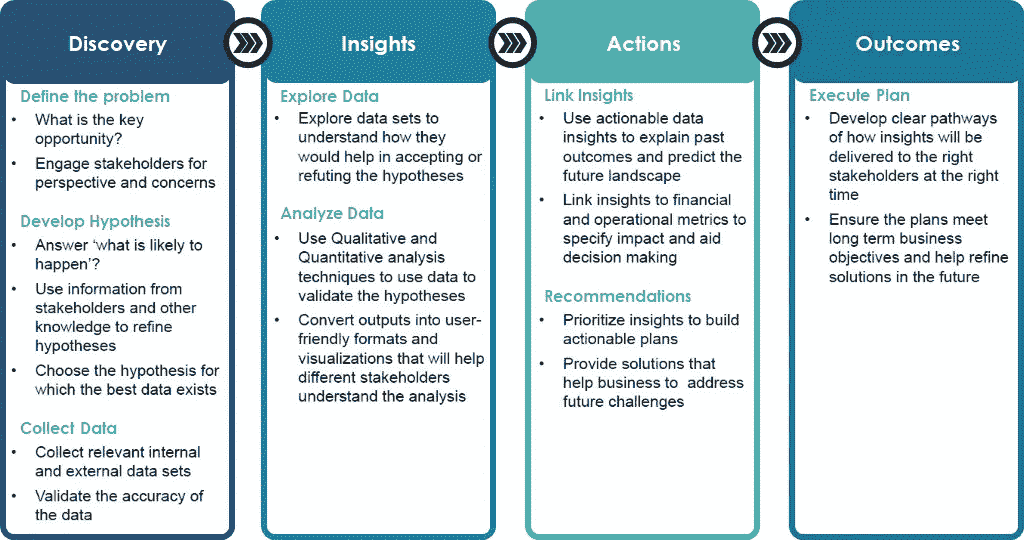 Discovery
Define the problem
• What is the key
opportunity?
• Engage stakeholders for
perspective and concerns
Develop Hypothesis
• Answer ‘what is likely to
happen’?
• Use information from
stakeholders and other
knowledge to refine
hypotheses
• Choose the hypothesis for
which the best data exists
Collect Data
• Collect relevant internal
and external data sets
• Validate the accuracy of
the data
Insights
Explore Data
• Explore data sets to
understand how they
would help in accepting or
refuting the hypotheses
Analyze Data
• Use Qualitative and
Quantitative analysis
techniques to use data to
validate the hypotheses
• Convert outputs into user-
friendly formats and
visualizations that will help
different stakeholders
understand the analysis
Actions
Link Insights
• Use actionable data
insights to explain past
outcomes and predict the
future landscape
• Link insights to financial
and operational metrics to
specify impact and aid
decision making
Recommendations
• Prioritize insights to build
actionable plans
• Provide solutions that
help business to address
future challenges
Outcomes
Execute Plan
• Develop clear pathways
of how insights will be
delivered to the right
stakeholders at the right
time
• Ensure the plans meet
long term business
objectives and help refine
solutions in the future